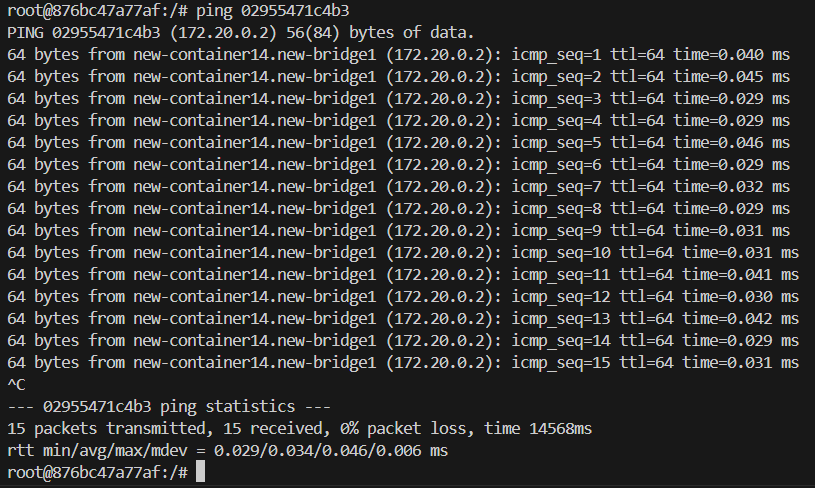 root@876bc47a77af:/# ping 02955471c4b3
PING 02955471c4b3 (172.20.0.2) 56(84) bytes of data.
64 bytes from new-container14.new-bridge1 (172.20.0.2): icmp_seq=1 ttl=64 time=0.040 ms
64 bytes from new-container14.new-bridge1 (172.20.0.2): icmp_seq=2 ttl=64 time=0.045 ms
64 bytes from new-container14.new-bridge1 (172.20.0.2): icmp_seq=3 ttl=64 time=0.029 ms
64 bytes from new-container14.new-bridge1 (172.20.0.2): icmp_seq=4 ttl=64 time=0.029 ms
64 bytes from new-container14.new-bridge1 (172.20.0.2): icmp_seq=5 ttl=64 time=0.046 ms
64 bytes from new-container14.new-bridge1 (172.20.0.2): icmp_seq=6 ttl=64 time=0.029 ms
64 bytes from new-container14.new-bridge1 (172.20.0.2): icmp_seq=7 ttl=64 time=0.032 ms
64 bytes from new-container14.new-bridge1 (172.20.0.2): icmp_seq=8 ttl=64 time=0.029 ms
64 bytes from new-container14.new-bridge1 (172.20.0.2): icmp_seq=9 ttl=64 time=0.031 ms
64 bytes from new-container14.new-bridge1 (172.20.0.2): icmp_seq=10 ttl=64 time=0.031 ms
64 bytes from new-container14.new-bridge1 (172.20.0.2): icmp_seq=11 ttl=64 time=0.041 ms
64 bytes from new-container14.new-bridge1 (172.20.0.2): icmp_seq=12 ttl=64 time=0.030 ms
64 bytes from new-container14.new-bridge1 (172.20.0.2): icmp_seq=13 ttl=64 time=0.042 ms
64 bytes from new-container14.new-bridge1 (172.20.0.2): icmp_seq=14 ttl=64 time=0.029 ms
64 bytes from new-container14.new-bridge1 (172.20.0.2): icmp_seq=15 ttl=64 time=0.031 ms
^C
--- 02955471c4b3 ping statistics ---
15 packets transmitted, 15 received, 0% packet loss, time 14568ms
rtt min/avg/max/mdev = 0.029/0.034/0.046/0.006 ms
root@876bc47a77af:/#